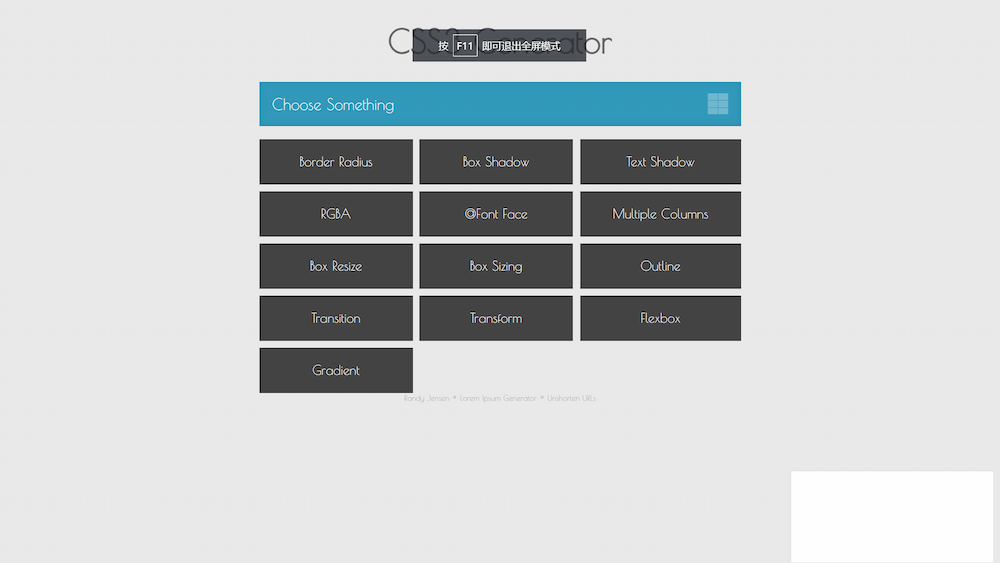 CSS3 Generator
按 F11 即可退出全屏模式
Choose Something
Border Radius
Box Shadow
Text Shadow
RGBA
@Font Face
Multiple Columns
Box Resize
Box Sizing
Outline
Transition
Transform
Flexbox
Gradient
Randy Jensen * Lorem Ipsum Generator * Unshorten URLs